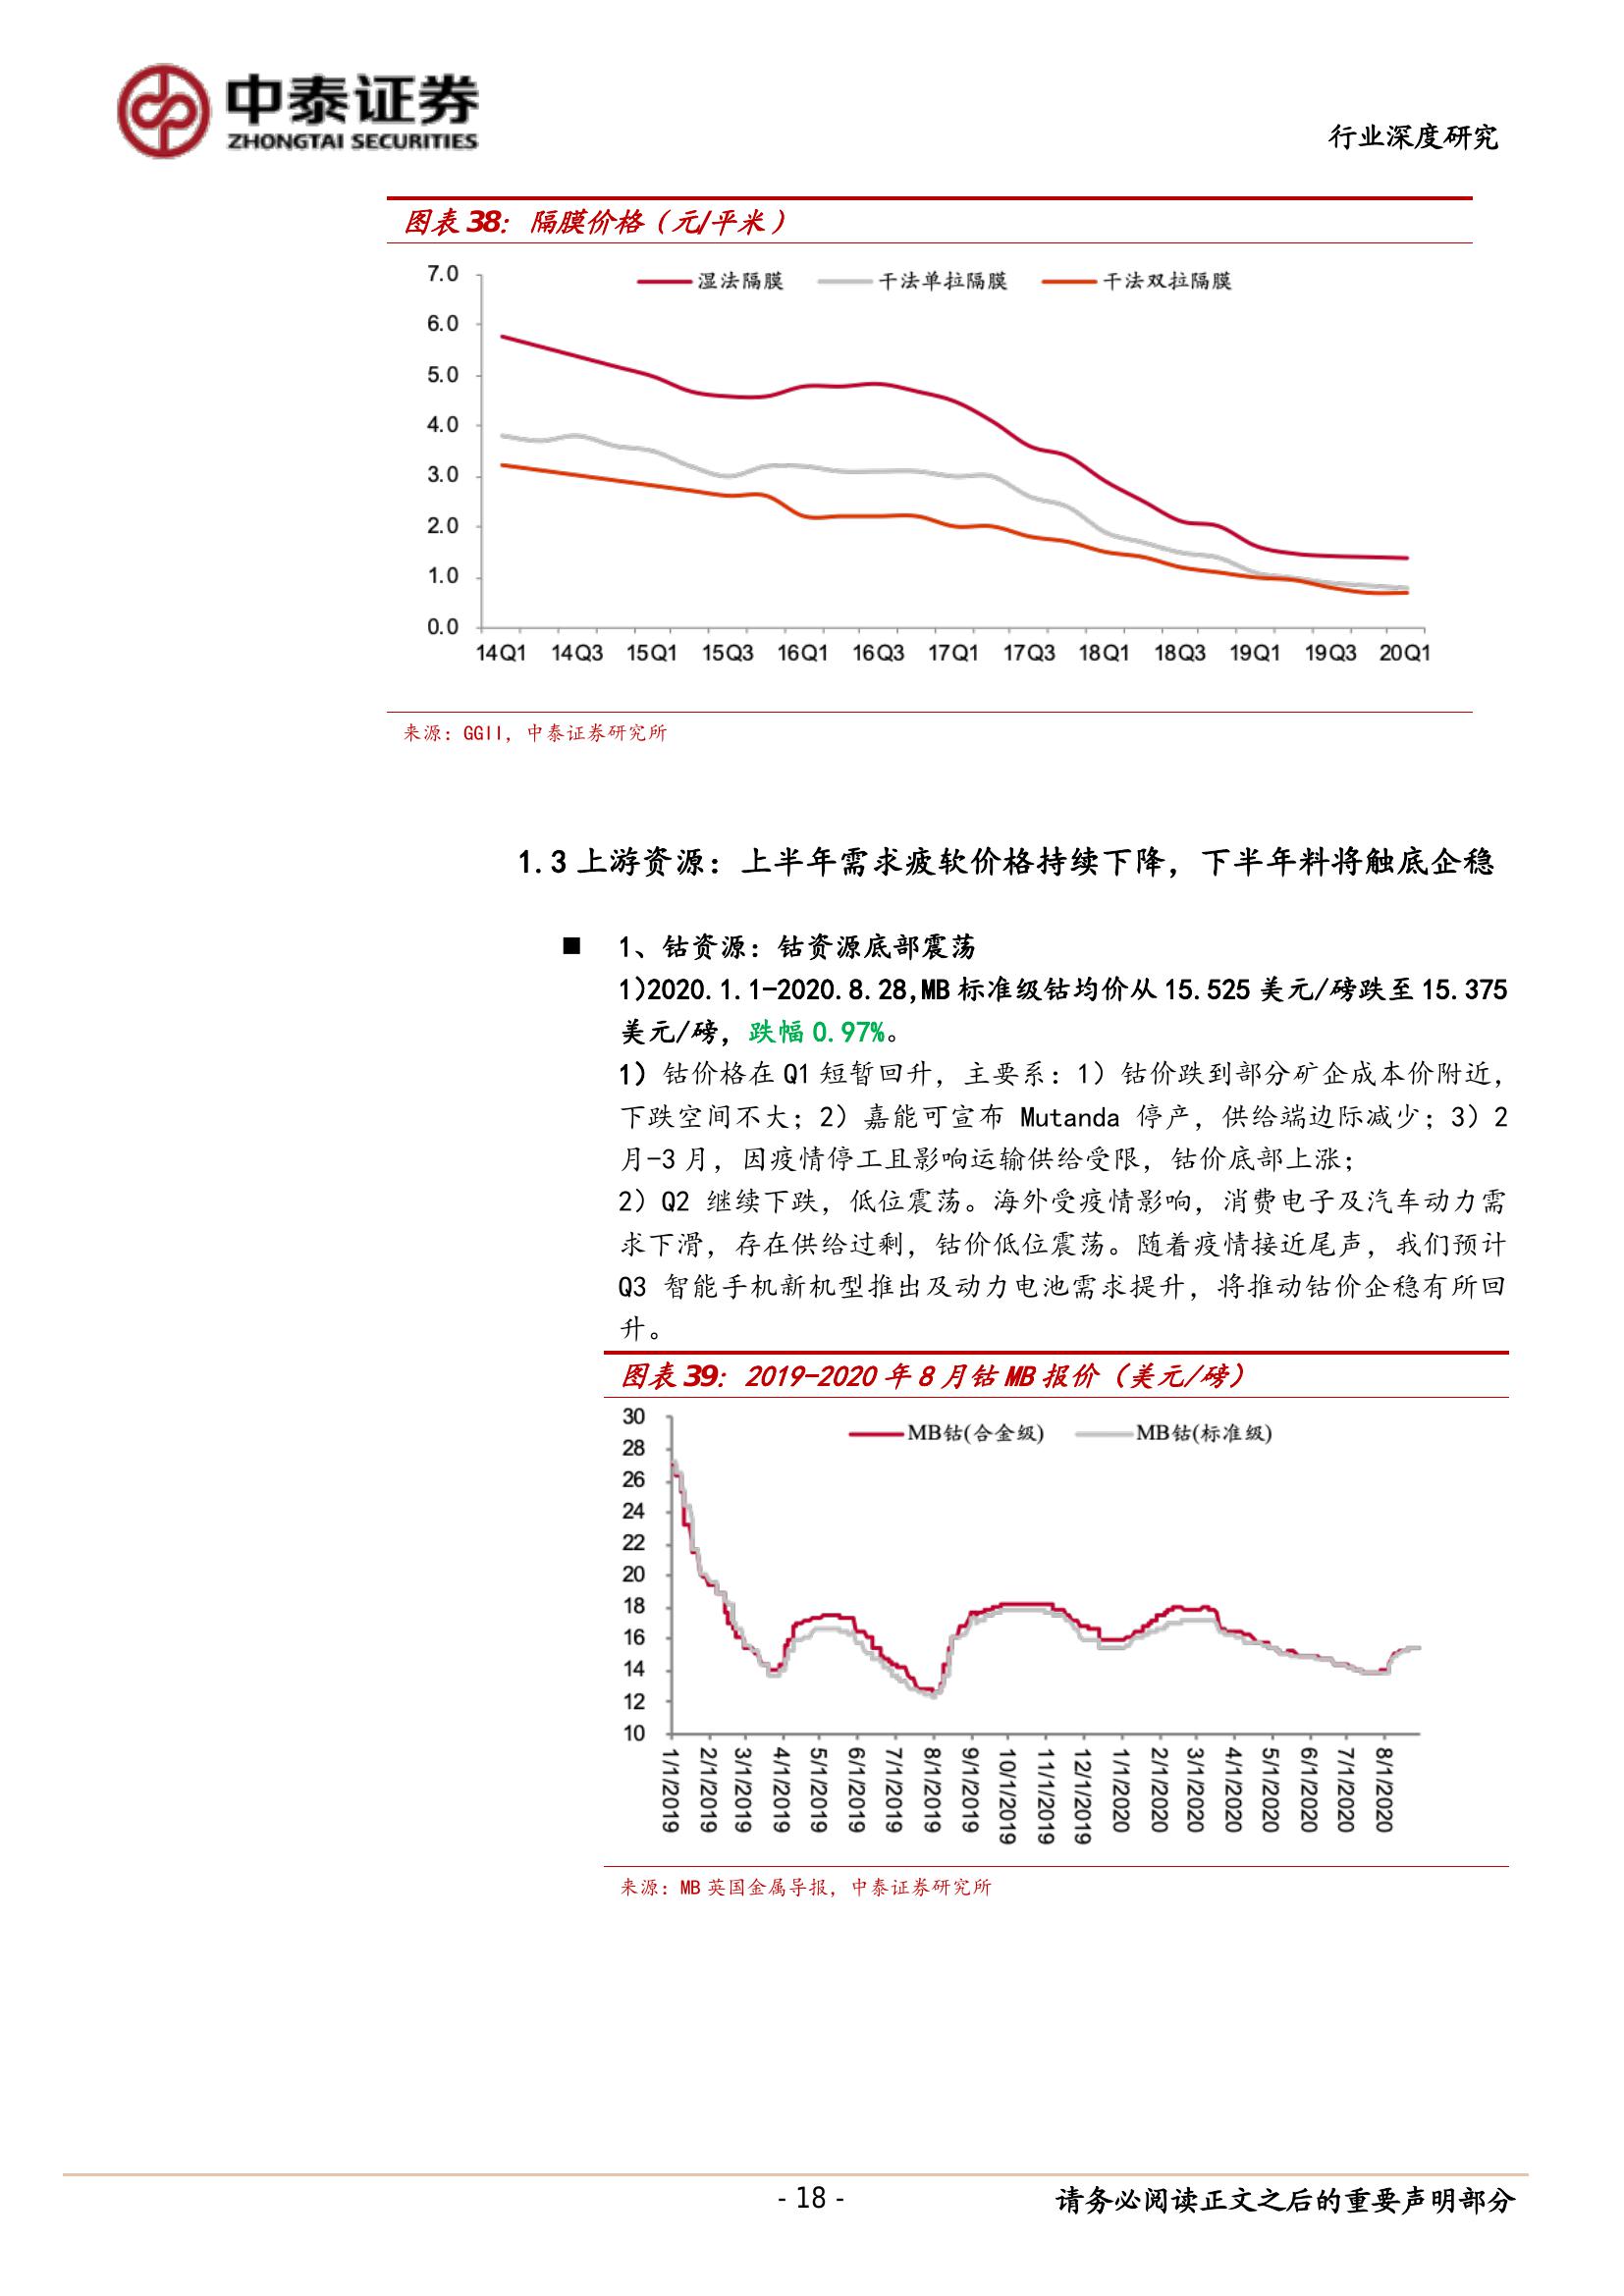 中泰证券
ZHONGTAI SECURITIES
行业深度研究
图表 38：隔膜价格（元/平米）
湿法隔膜 干法单拉隔膜 干法双拉隔膜
7.0
6.0
5.0
4.0
3.0
2.0
1.0
0.0
14Q1 14Q3 15Q1 15Q3 16Q1 16Q3 17Q1 17Q3 18Q1 18Q3 19Q1 19Q3 20Q1
来源：GGII，中泰证券研究所
1.3 上游资源：上半年需求疲软价格持续下降，下半年料将触底企稳
■ 1、钴资源：钴资源底部震荡
1)2020.1.1-2020.8.28,MB 标准级钴均价从 15.525 美元/磅跌至 15.375
美元/磅，跌幅 0.97%。
1）钴价格在 Q1 短暂回升，主要系：1）钴价跌到部分矿企成本价附近，
下跌空间不大；2）嘉能可宣布 Mutanda 停产，供给端边际减少；3）2
月-3 月，因疫情停工且影响运输供给受限，钴价底部上涨；
2）Q2 继续下跌，低位震荡。海外受疫情影响，消费电子及汽车动力需
求下滑，存在供给过剩，钴价低位震荡。随着疫情接近尾声，我们预计
Q3 智能手机新机型推出及动力电池需求提升，将推动钴价企稳有所回
升。
图表 39：2019-2020 年 8 月钴 MB 报价（美元/磅）
MB钴(合金级) MB钴(标准级)
30
28
26
24
22
20
18
16
14
12
10
1/1/2019 2/1/2019 3/1/2019 4/1/2019 5/1/2019 6/1/2019 7/1/2019 8/1/2019 9/1/2019 10/1/2019 11/1/2019 12/1/2019 1/1/2020 2/1/2020 3/1/2020 4/1/2020 5/1/2020 6/1/2020 7/1/2020 8/1/2020
来源：MB 英国金属导报，中泰证券研究所
- 18 -
请务必阅读正文之后的重要声明部分